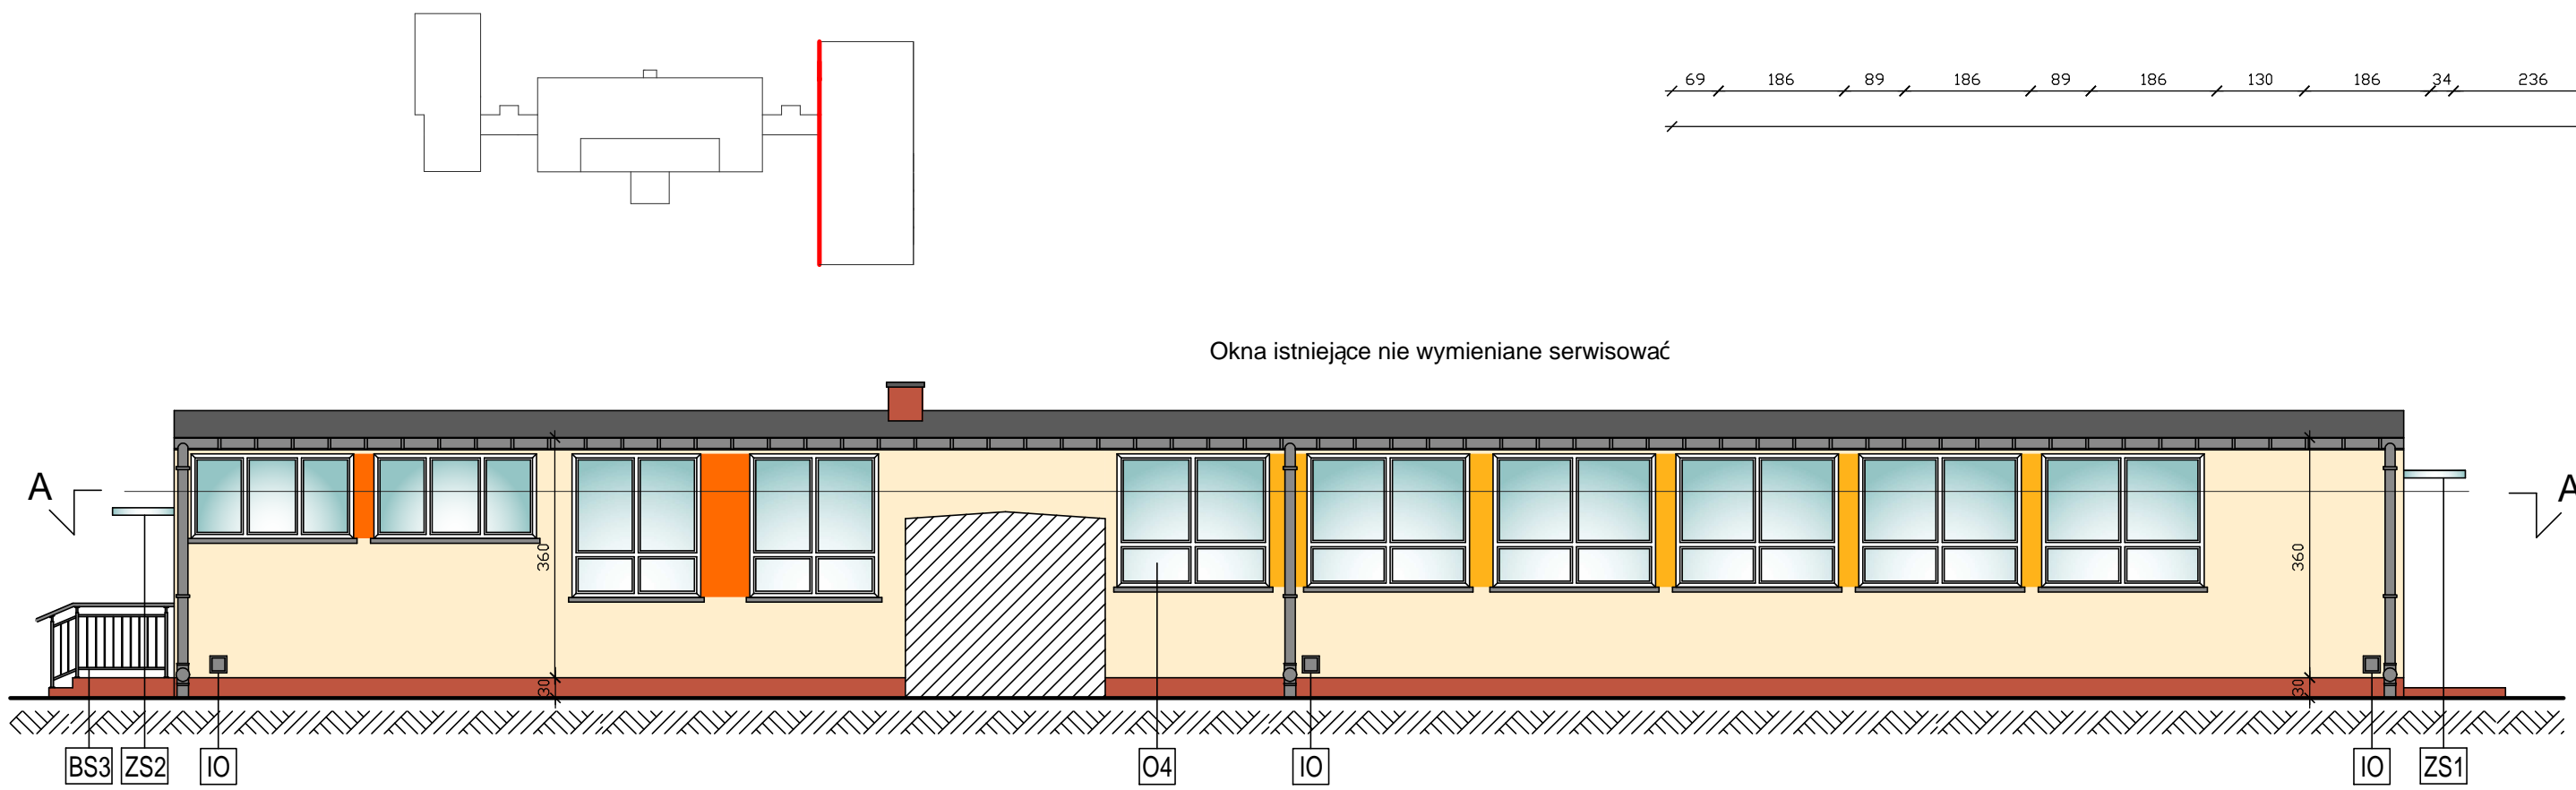 69 186 89 186 89 186 130 186 34 236
Okna istniejące nie wymieniane serwisować
A A
360 360
30 30
BS3 ZS2 IO O4 IO IO ZS1